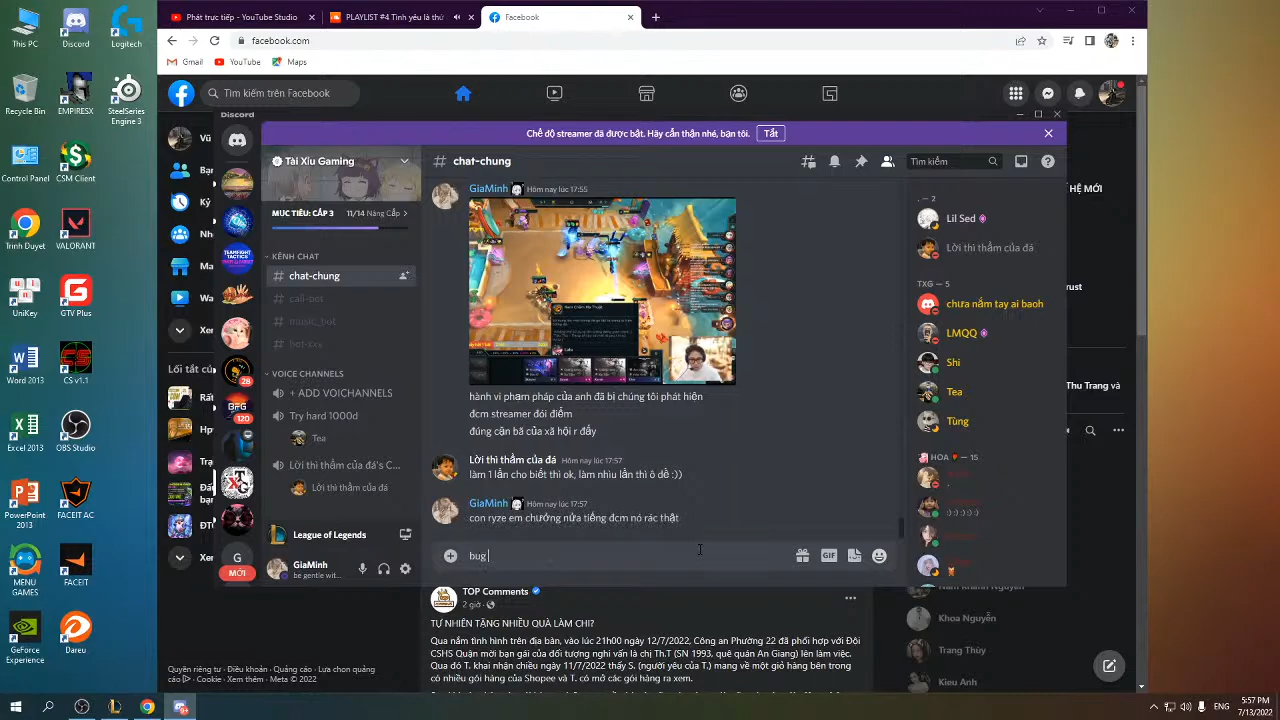 This PC
Discord
Logitech
Phát trực tiếp - YouTube Studio
PLAYLIST #4 Tình yêu là thứ
Facebook
facebook.com
Gmail
YouTube
Maps
Recycle Bin
EMPIRESX
SteelSeries Engine 3
Tìm kiếm trên Facebook
Discord
Chế độ streamer đã được bật. Hãy cẩn thận nhé, bạn tôi.
Tắt
Control Panel
CSM Client
Tài Xỉu Gaming
MỤC TIÊU: CẤP 3
11/14 Nâng Cấp
chat-chung
Tìm kiếm
HỆ MỚI
GiaMinh
Hôm nay lúc 17:55
. — 2
Lil Sed
Lời thì thầm của đá
TXG — 5
chưa nắm tay ai baoh
LMQQ
Shi
Tea
Tùng
HOA
— 15
.
:):):):):)
KÊNH CHAT
chat-chung
VOICE CHANNELS
+ ADD VOICHANNELS
Try hard 1000d
Tea
Lời thì thầm của đá's C...
Lời thì thầm của đá
League of Legends
GiaMinh
be gentle wit...
MỚI
G
28
Trình Duyệt
VALORANT
GTV Plus
Word 2013
CS v1.1
Excel 2013
OBS Studio
PowerPoint 2013
FACEIT AC
MENU GAMES
FACEIT
GeForce Experience
Dareu
hành vi phạm pháp của anh đã bị chúng tôi phát hiện
đcm streamer đói điểm
đúng cặn bã của xã hội r đấy
Lời thì thầm của đá
Hôm nay lúc 17:57
làm 1 lần cho biết thì ok, làm nhìu lần thì ô dề :))
GiaMinh
Hôm nay lúc 17:57
con ryze em chướng nửa tiếng đcm nó rác thật
bug
GIF
Thu Trang và
TOP Comments
2 giờ
TỰ NHIÊN TẶNG NHIỀU QUÀ LÀM CHI?
Qua nắm tình hình trên địa bàn, vào lúc 21h00 ngày 12/7/2022, Công an Phường 22 đã phối hợp với Đội
CSHS Quận mời bạn gái của đối tượng nghi vấn là chị Th.T (SN 1993, quê quán An Giang) lên làm việc.
Qua đó T. khai nhận chiều ngày 11/7/2022 thấy S. (người yêu của T.) mang về một giỏ hàng bên trong
có nhiều gói hàng của Shopee và T. có mở các gói hàng ra xem.
Khoa Nguyễn
Trang Thùy
Kieu Anh
Quyền riêng tư · Điều khoản · Quảng cáo · Lựa chọn quảng
cáo · Cookie · Xem thêm · Meta © 2022
ENG
5:57 PM
7/13/2022